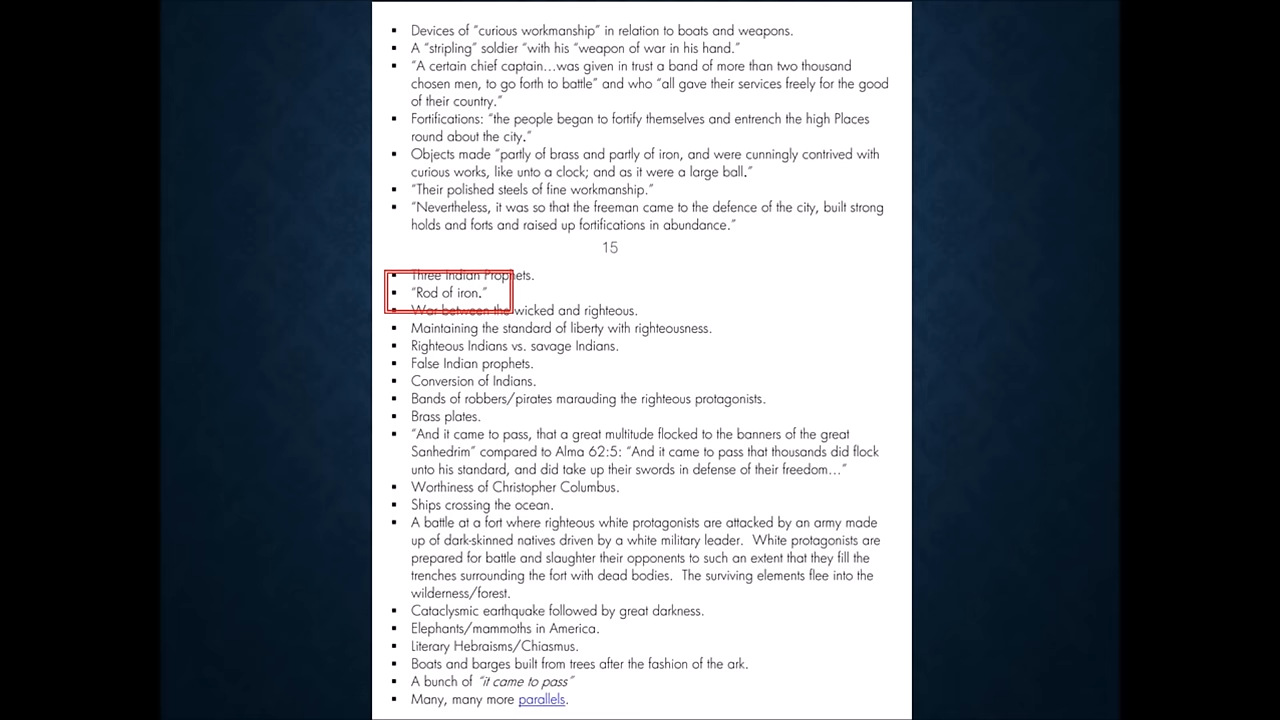 ▪ Devices of “curious workmanship” in relation to boats and weapons.
▪ A “stripling” soldier “with his “weapon of war in his hand.”
▪ “A certain chief captain…was given in trust a band of more than two thousand
chosen men, to go forth to battle” and who “all gave their services freely for the good
of their country.”
▪ Fortifications: “the people began to fortify themselves and entrench the high Places
round about the city.”
▪ Objects made “partly of brass and partly of iron, and were cunningly contrived with
curious works, like unto a clock; and as it were a large ball.”
▪ “Their polished steels of fine workmanship.”
▪ “Nevertheless, it was so that the freeman came to the defence of the city, built strong
holds and forts and raised up fortifications in abundance.”
15
▪ Three Indian Prophets.
▪ “Rod of iron.”
▪ War between the wicked and righteous.
▪ Maintaining the standard of liberty with righteousness.
▪ Righteous Indians vs. savage Indians.
▪ False Indian prophets.
▪ Conversion of Indians.
▪ Bands of robbers/pirates marauding the righteous protagonists.
▪ Brass plates.
▪ “And it came to pass, that a great multitude flocked to the banners of the great
Sanhedrim” compared to Alma 62:5: “And it came to pass that thousands did flock
unto his standard, and did take up their swords in defense of their freedom…”
▪ Worthiness of Christopher Columbus.
▪ Ships crossing the ocean.
▪ A battle at a fort where righteous white protagonists are attacked by an army made
up of dark-skinned natives driven by a white military leader. White protagonists are
prepared for battle and slaughter their opponents to such an extent that they fill the
trenches surrounding the fort with dead bodies. The surviving elements flee into the
wilderness/forest.
▪ Cataclysmic earthquake followed by great darkness.
▪ Elephants/mammoths in America.
▪ Literary Hebraisms/Chiasmus.
▪ Boats and barges built from trees after the fashion of the ark.
▪ A bunch of “it came to pass”
▪ Many, many more parallels.